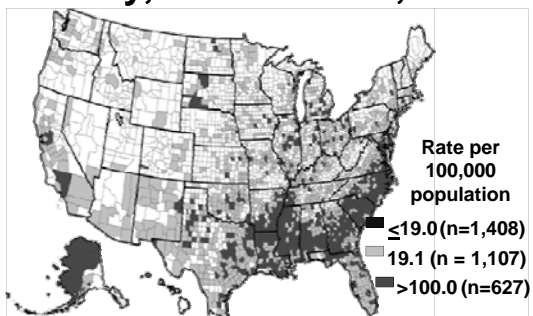 Rate per
100,000
population
≤19.0 (n=1,408)
19.1 (n = 1,107)
>100.0 (n=627)